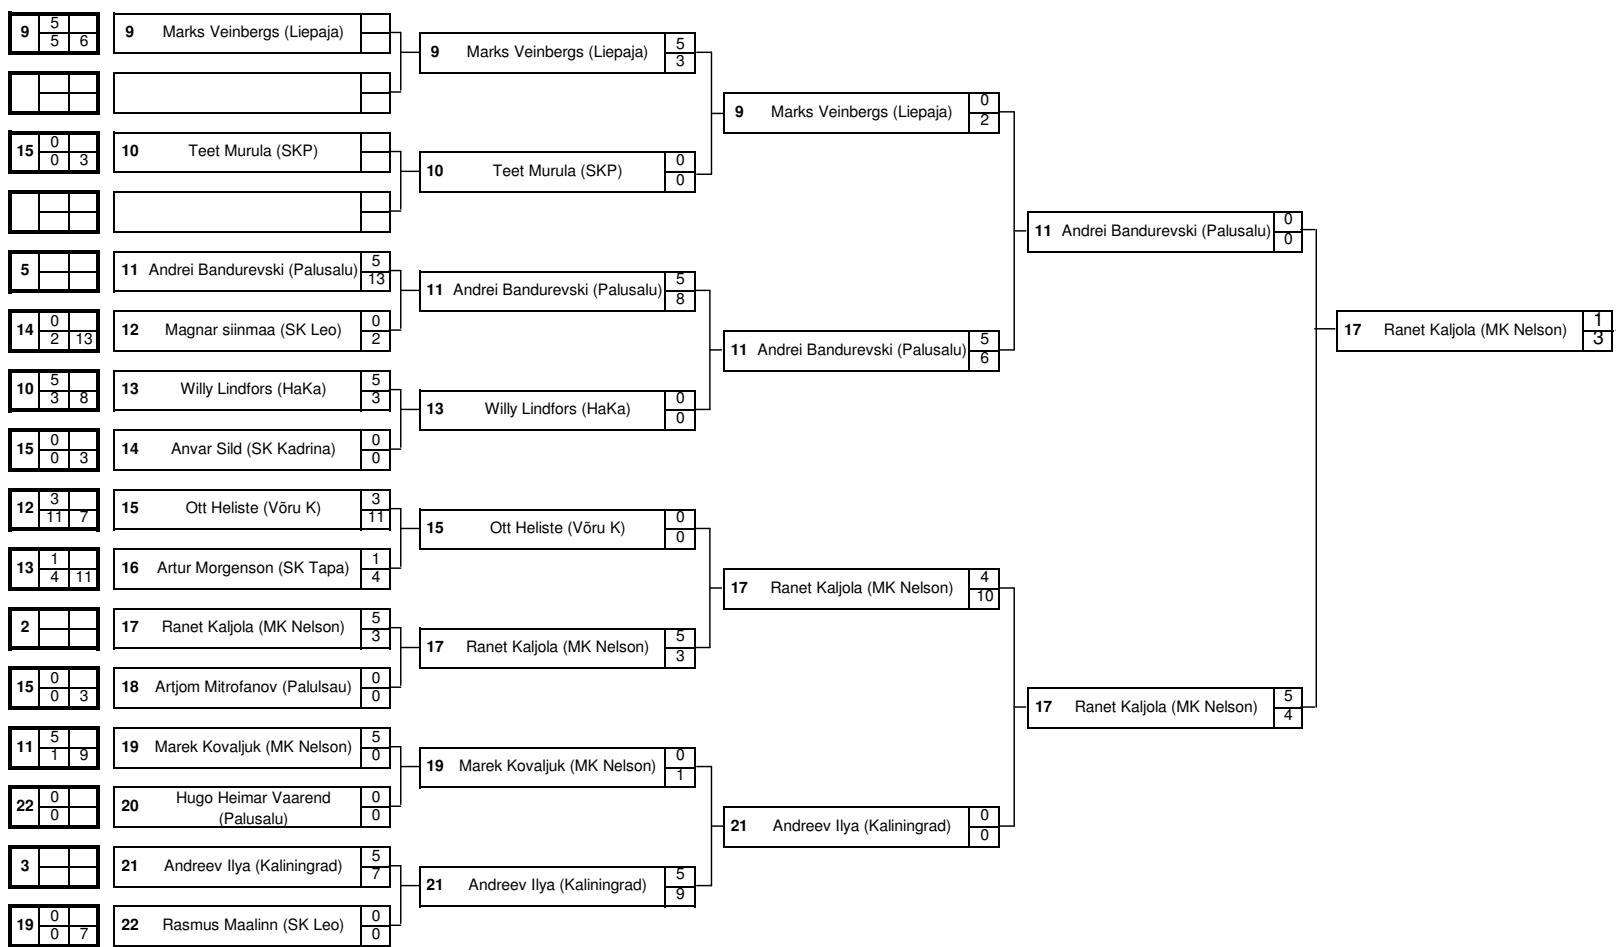 9 5
5 6
9 Marks Veinbergs (Liepaja)
9 Marks Veinbergs (Liepaja) 5
3
9 Marks Veinbergs (Liepaja) 0
2
15 0
0 3
10 Teet Murula (SKP)
10 Teet Murula (SKP) 0
0
11 Andrei Bandurevski (Palusalu) 0
0
5
11 Andrei Bandurevski (Palusalu) 5
13
11 Andrei Bandurevski (Palusalu) 5
8
14 0
2 13
12 Magnar siinmaa (SK Leo) 0
2
11 Andrei Bandurevski (Palusalu) 5
6
17 Ranet Kaljola (MK Nelson) 1
3
10 5
3 8
13 Willy Lindfors (HaKa) 5
3
13 Willy Lindfors (HaKa) 0
0
15 0
0 3
14 Anvar Sild (SK Kadrina) 0
0
12 3
11 7
15 Ott Heliste (Võru K) 3
11
15 Ott Heliste (Võru K) 0
0
13 1
4 11
16 Artur Morgenson (SK Tapa) 1
4
17 Ranet Kaljola (MK Nelson) 4
10
2
17 Ranet Kaljola (MK Nelson) 5
3
17 Ranet Kaljola (MK Nelson) 5
3
15 0
0 3
18 Artjom Mitrofanov (Palulsau) 0
0
17 Ranet Kaljola (MK Nelson) 5
4
11 5
1 9
19 Marek Kovaljuk (MK Nelson) 5
0
19 Marek Kovaljuk (MK Nelson) 0
1
22 0
0
20 Hugo Heimar Vaarend
(Palusalu) 0
0
21 Andreev Ilya (Kaliningrad) 0
0
3
21 Andreev Ilya (Kaliningrad) 5
7
21 Andreev Ilya (Kaliningrad) 5
9
19 0
0 7
22 Rasmus Maalinn (SK Leo) 0
0